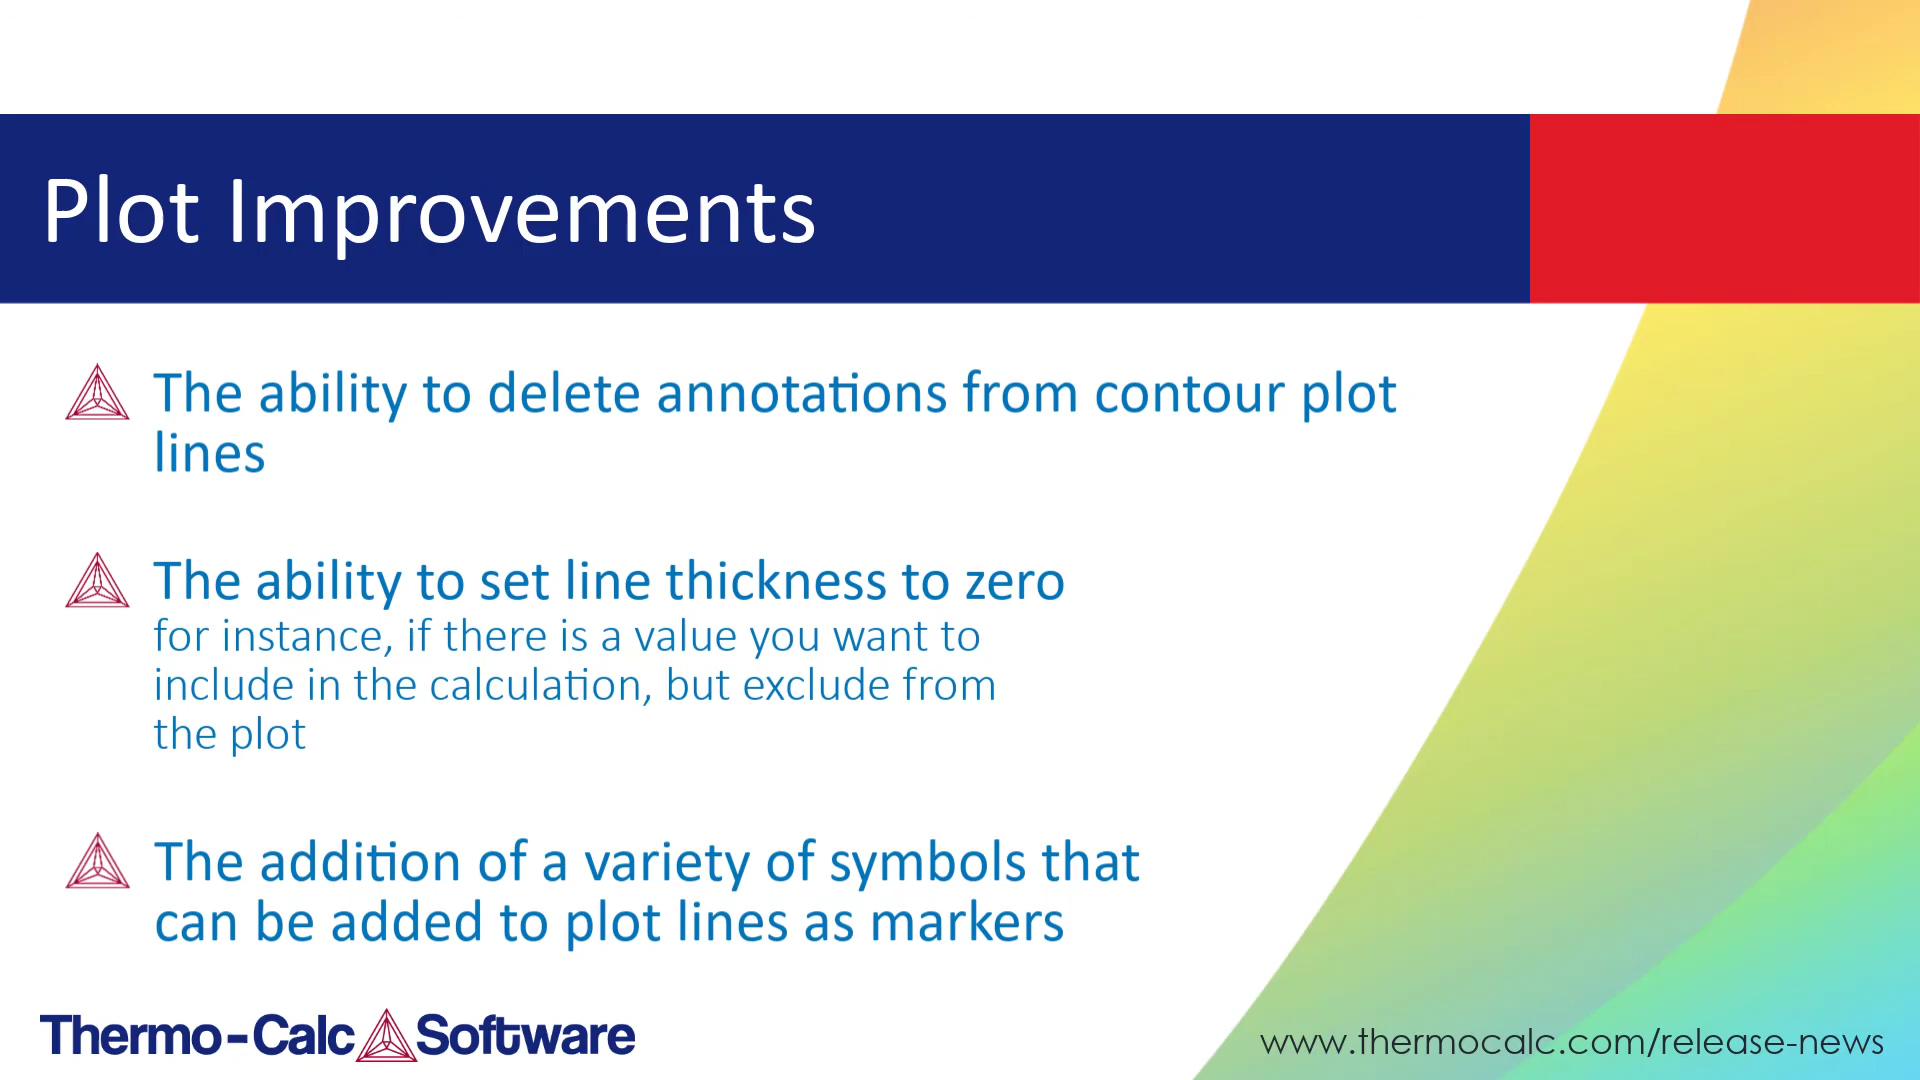 Plot Improvements
The ability to delete annotations from contour plot
lines
The ability to set line thickness to zero
for instance, if there is a value you want to
include in the calculation, but exclude from
the plot
The addition of a variety of symbols that
can be added to plot lines as markers
Thermo-Calc Software
www.thermocalc.com/release-news